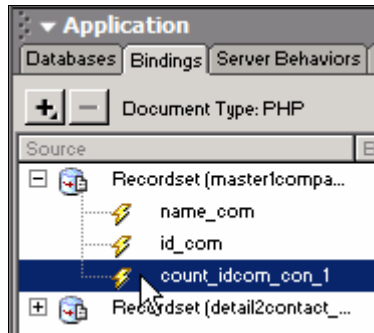 Application
Databases Bindings Server Behaviors
Document Type: PHP
Source
Recordset (master1compa...
name_com
id_com
count_idcom_con_1
Recordset (detail2contact_...